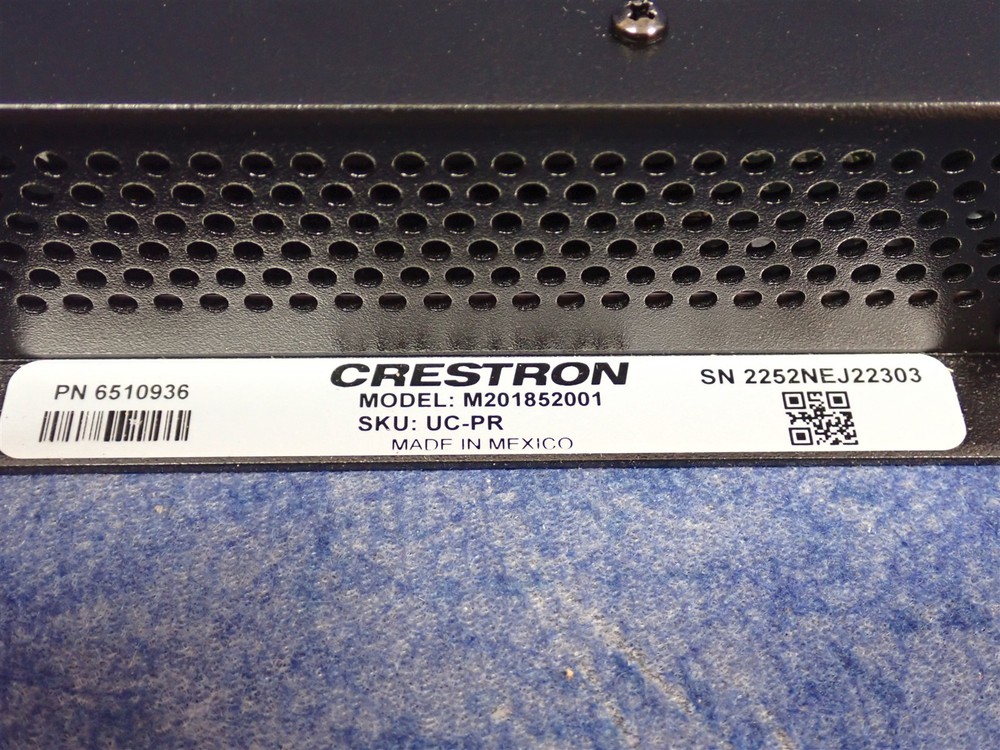 PN 6510936
CRESTRON
MODEL: M201852001
SKU: UC-PR
MADE IN MEXICO
SN 2252NEJ22303